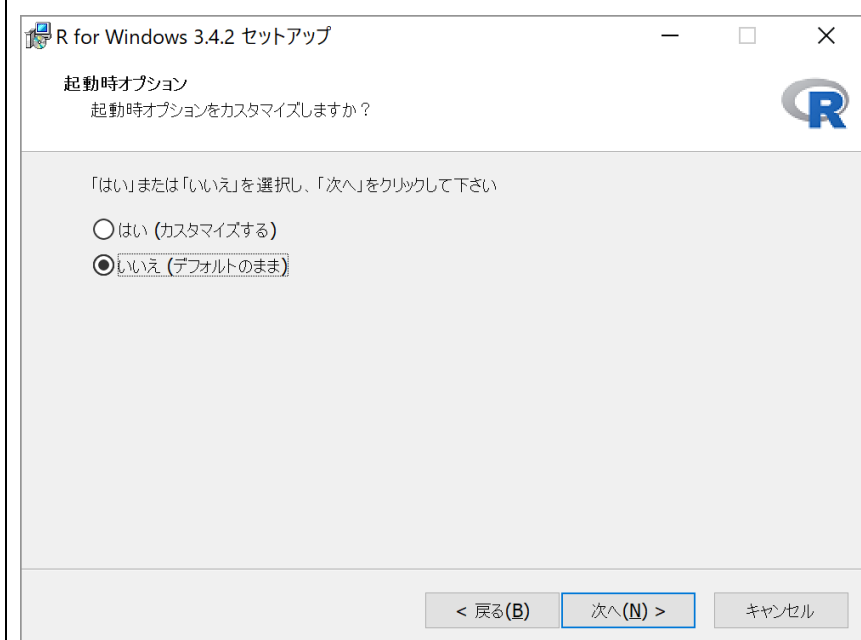 R for Windows 3.4.2 セットアップ
起動時オプション
起動時オプションをカスタマイズしますか？
R
「はい」または「いいえ」を選択し、「次へ」をクリックして下さい
はい (カスタマイズする)
いいえ (デフォルトのまま)
< 戻る(B)
次へ(N) >
キャンセル